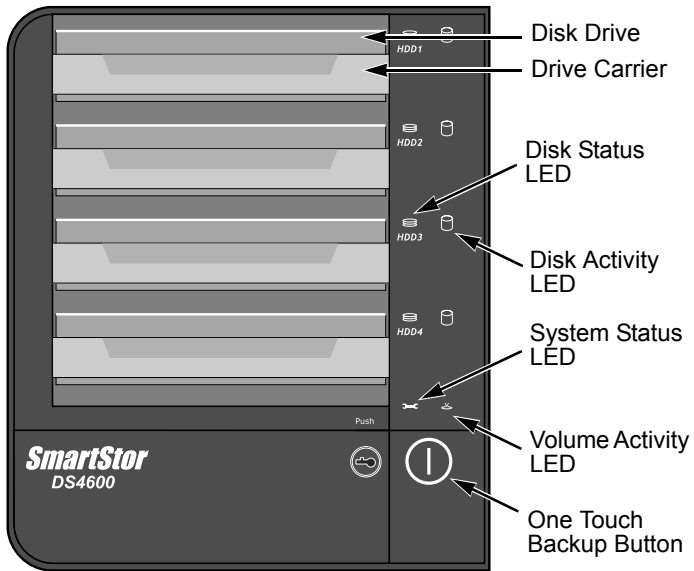 Disk Drive
HDD1
Drive Carrier
HDD2
Disk Status
LED
HDD3
Disk Activity
LED
System Status
LED
HDD4
Push
Volume Activity
LED
SmartStor
DS4600
One Touch
Backup Button